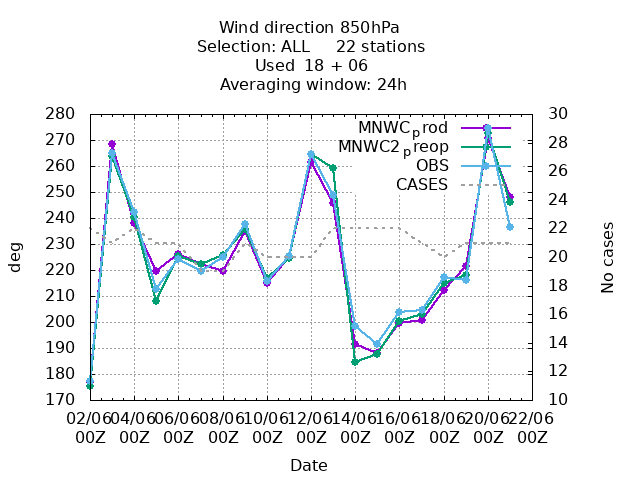 Wind direction 850hPa
Selection: ALL 22 stations
Used 18 + 06
Averaging window: 24h
280
270
260
250
240
230
220
210
200
190
180
170
deg
30
28
26
24
22
20
18
16
14
12
10
No cases
MNWCprod
MNWC2preop
OBS
CASES
02/06 04/06 06/06 08/06 10/06 12/06 14/06 16/06 18/06 20/06 22/06
00Z 00Z 00Z 00Z 00Z 00Z 00Z 00Z 00Z 00Z 00Z
Date